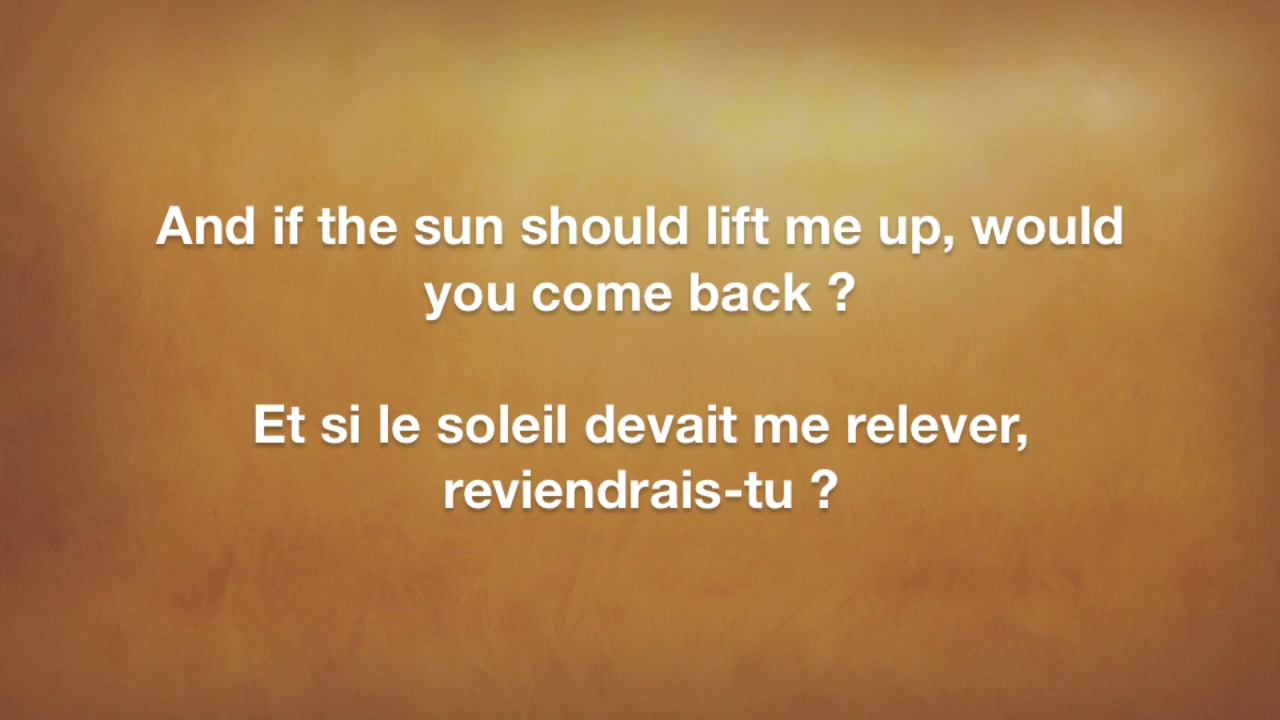 And if the sun should lift me up, would
you come back ?
Et si le soleil devait me relever,
reviendrais-tu ?